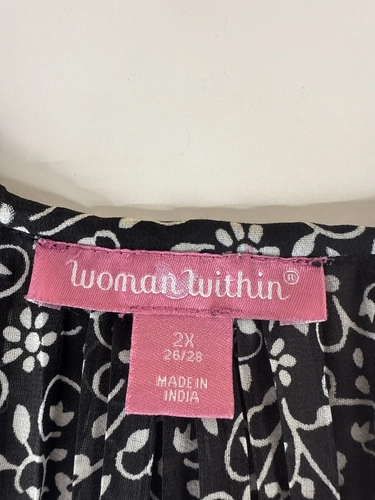 woman within®
2X
26/28
MADE IN
INDIA